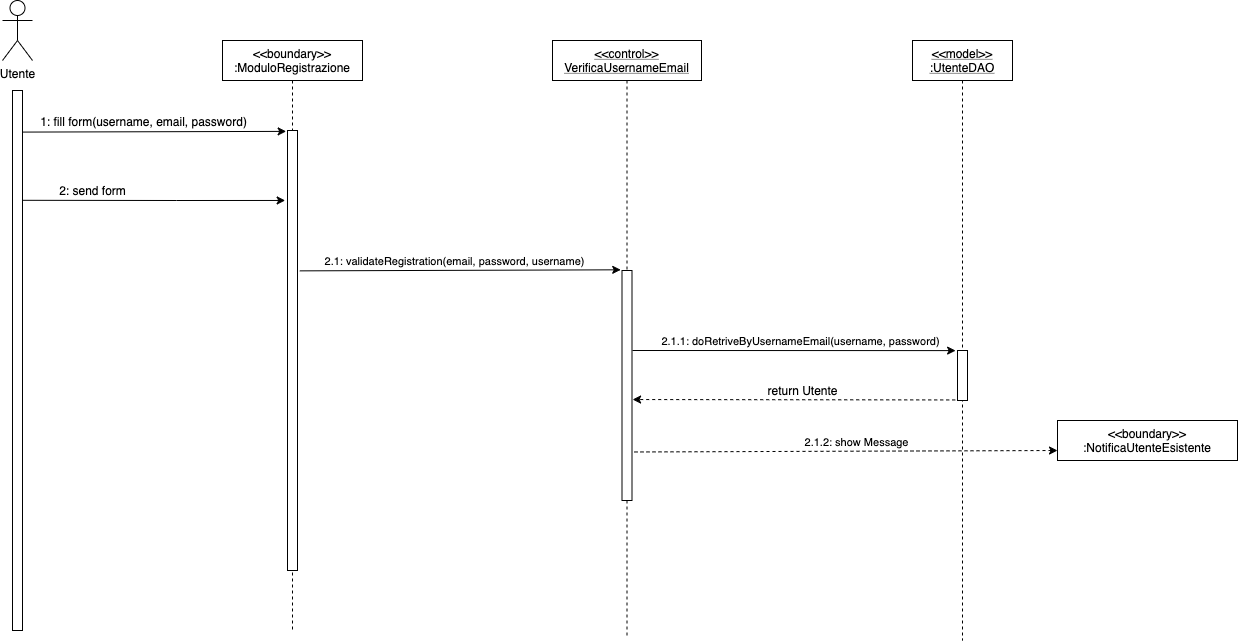 Utente
<<boundary>>
:ModuloRegistrazione
<<control>>
VerificaUsernameEmail
<<model>>
:UtenteDAO
1: fill form(username, email, password)
2: send form
2.1: validateRegistration(email, password, username)
2.1.1: doRetriveByUsernameEmail(username, password)
return Utente
2.1.2: show Message
<<boundary>>
:NotificaUtenteEsistente